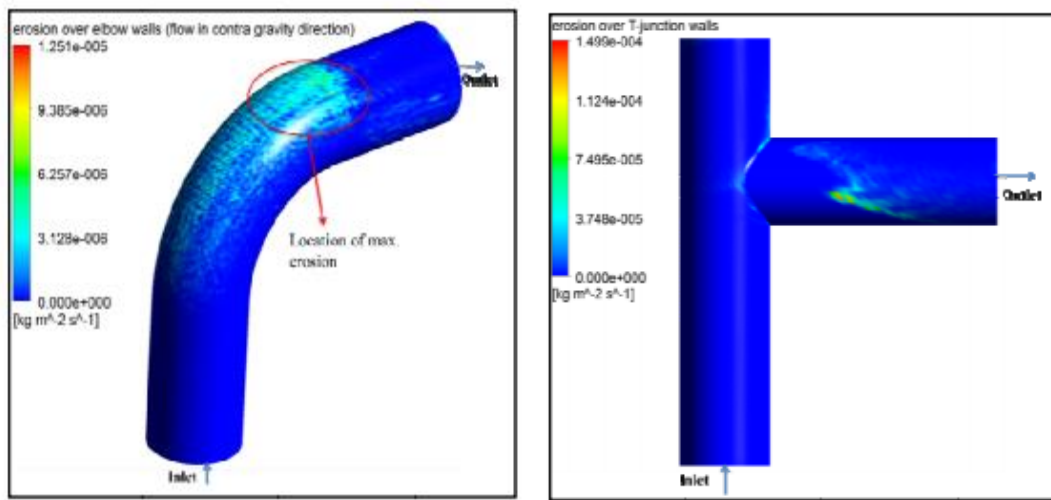 erosion over elbow walls (flow in contra gravity direction)
1.251e-005
9.385e-006
6.257e-006
3.128e-006
0.000e+000
[kg m^-2 s^-1]
Outlet
Location of max.
erosion
Inlet
erosion over T-junction walls
1.499e-004
1.124e-004
7.495e-005
3.748e-005
0.000e+000
[kg m^-2 s^-1]
Outlet
Inlet